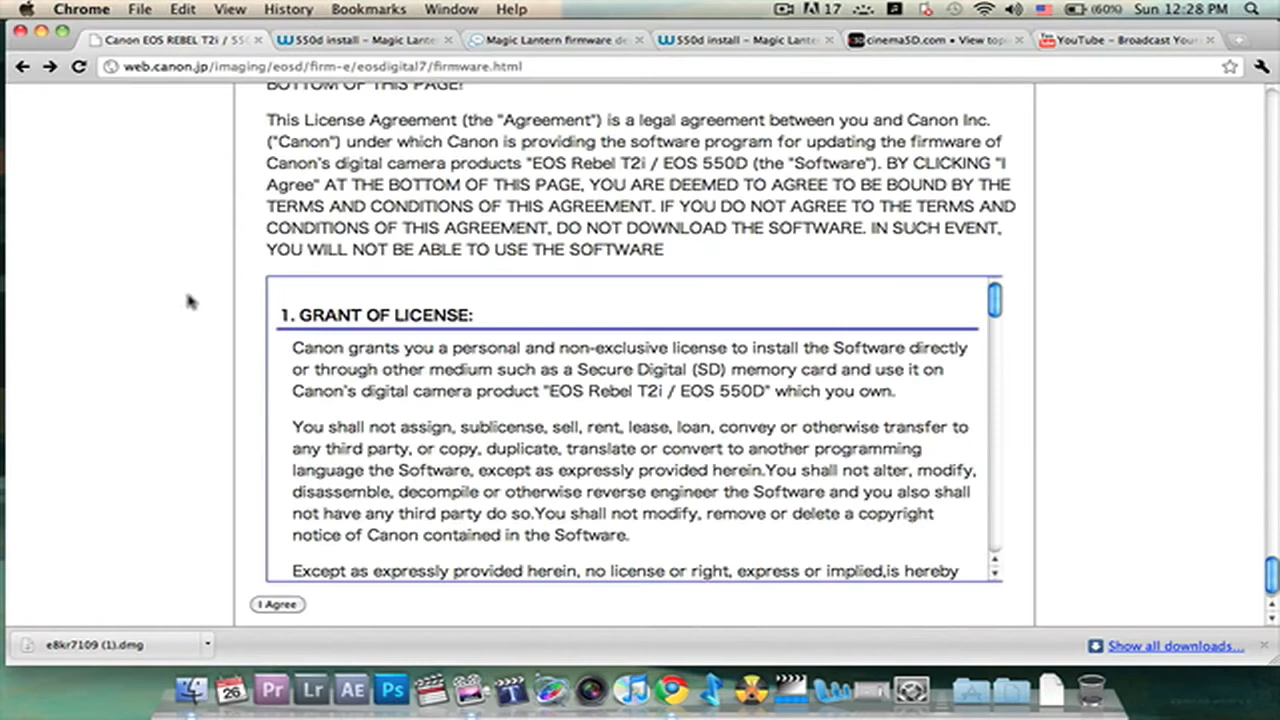 Chrome File Edit View History Bookmarks Window Help 17 (60%) Sun 12:28 PM
Canon EOS REBEL T2i / 55 550d install – Magic Lante Magic Lantern firmware de 550d install – Magic Lante cinema5D.com • View top YouTube – Broadcast You
web.canon.jp/imaging/eosd/firm-e/eosdigital7/firmware.html
BOTTOM OF THIS PAGE!
This License Agreement (the "Agreement") is a legal agreement between you and Canon Inc.
("Canon") under which Canon is providing the software program for updating the firmware of
Canon's digital camera products "EOS Rebel T2i / EOS 550D (the "Software"). BY CLICKING "I
Agree" AT THE BOTTOM OF THIS PAGE, YOU ARE DEEMED TO AGREE TO BE BOUND BY THE
TERMS AND CONDITIONS OF THIS AGREEMENT. IF YOU DO NOT AGREE TO THE TERMS AND
CONDITIONS OF THIS AGREEMENT, DO NOT DOWNLOAD THE SOFTWARE. IN SUCH EVENT,
YOU WILL NOT BE ABLE TO USE THE SOFTWARE
1. GRANT OF LICENSE:
Canon grants you a personal and non-exclusive license to install the Software directly
or through other medium such as a Secure Digital (SD) memory card and use it on
Canon's digital camera product "EOS Rebel T2i / EOS 550D" which you own.
You shall not assign, sublicense, sell, rent, lease, loan, convey or otherwise transfer to
any third party, or copy, duplicate, translate or convert to another programming
language the Software, except as expressly provided herein.You shall not alter, modify,
disassemble, decompile or otherwise reverse engineer the Software and you also shall
not have any third party do so.You shall not modify, remove or delete a copyright
notice of Canon contained in the Software.
Except as expressly provided herein, no license or right, express or implied,is hereby
I Agree
e8kr7109 (1).dmg Show all downloads...
26 Pr Lr AE Ps T